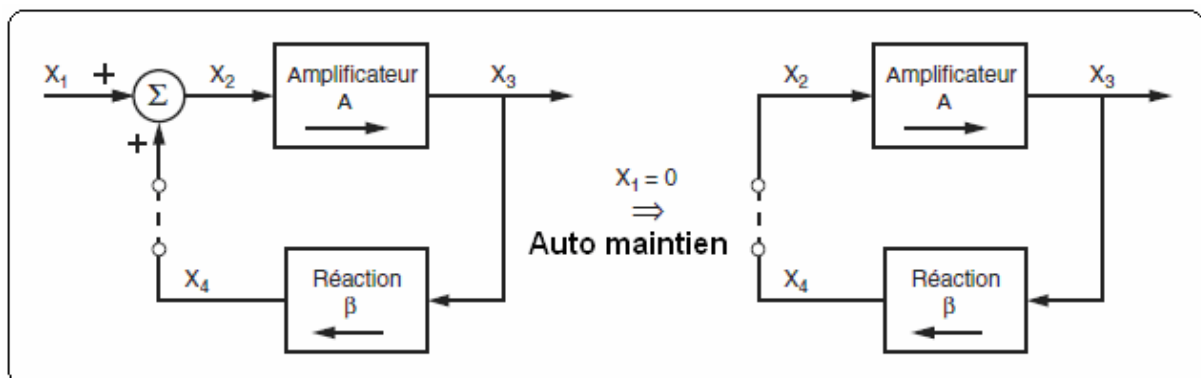 X₁ + Σ + X₂
Amplificateur
A
X₃
X₄
Réaction
β
X₁ = 0
⇒
Auto maintien
X₂
Amplificateur
A
X₃
X₄
Réaction
β